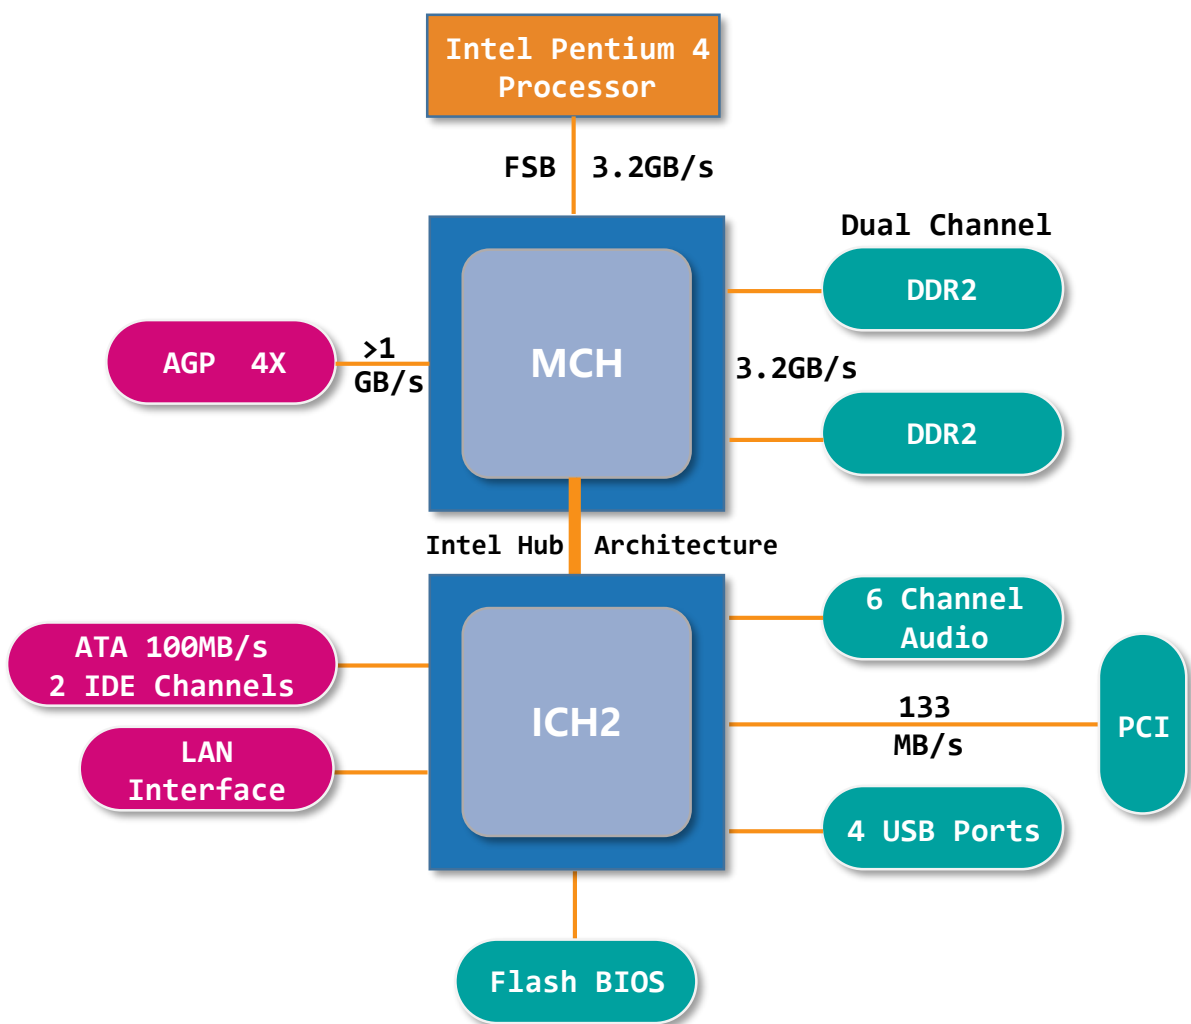 Intel Pentium 4
Processor
FSB 3.2GB/s
Dual Channel
DDR2
AGP 4X
>1
GB/s
MCH
3.2GB/s
DDR2
Intel Hub Architecture
6 Channel
Audio
ATA 100MB/s
2 IDE Channels
ICH2
133
MB/s
PCI
LAN
Interface
4 USB Ports
Flash BIOS